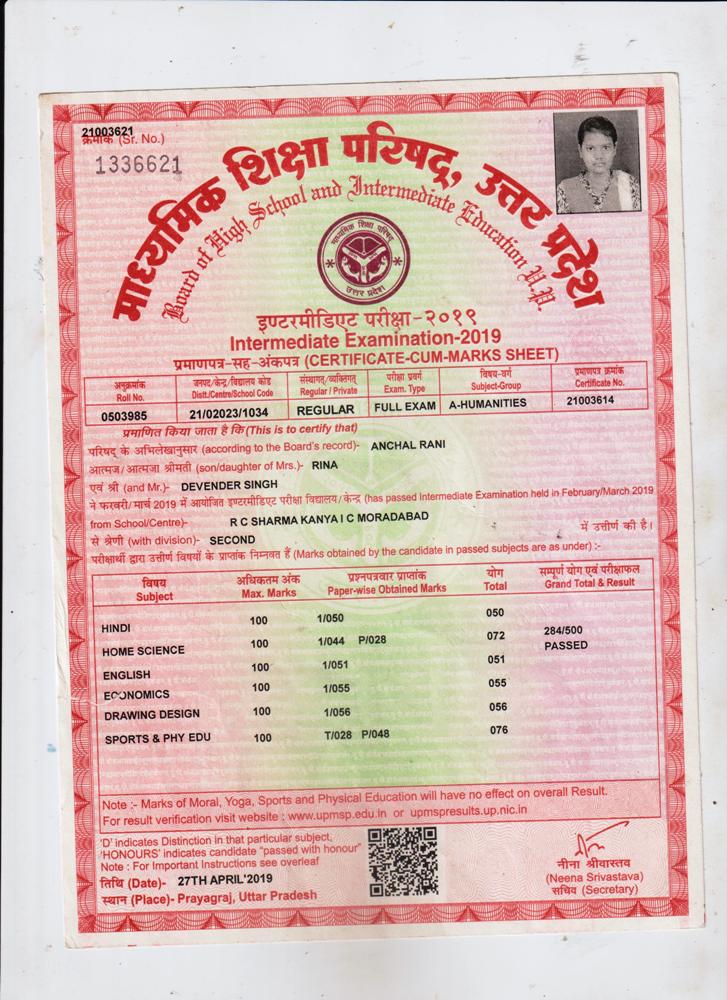 21003621
क्रमांक (Sr. No.)
1336621
माध्यमिक शिक्षा परिषद्, उत्तर प्रदेश
Board of High School and Intermediate Education U.P.
माध्यमिक शिक्षा परिषद
उत्तर प्रदेश
इण्टरमीडिएट परीक्षा-२०१९
Intermediate Examination-2019
प्रमाणपत्र-सह-अंकपत्र (CERTIFICATE-CUM-MARKS SHEET)
अनुक्रमांक जनपद/केन्द्र/विद्यालय कोड संस्थागत/व्यक्तिगत परीक्षा प्रवर्ग विषय-वर्ग प्रमाणपत्र क्रमांक
Roll No. Distt./Centre/School Code Regular / Private Exam. Type Subject-Group Certificate No.
0503985 21/02023/1034 REGULAR FULL EXAM A-HUMANITIES 21003614
प्रमाणित किया जाता है कि (This is to certify that)
परिषद् के अभिलेखानुसार (according to the Board's record)- ANCHAL RANI
आत्मज/आत्मजा श्रीमती (son/daughter of Mrs.)- RINA
एवं श्री (and Mr.)- DEVENDER SINGH
ने फरवरी/मार्च 2019 में आयोजित इण्टरमीडिएट परीक्षा विद्यालय/केन्द्र (has passed Intermediate Examination held in February/March 2019
from School/Centre)- R C SHARMA KANYA I C MORADABAD में उत्तीर्ण की है।
से श्रेणी (with division)- SECOND
परीक्षार्थी द्वारा उत्तीर्ण विषयों के प्राप्तांक निम्नवत हैं (Marks obtained by the candidate in passed subjects are as under) :-
विषय अधिकतम अंक प्रश्नपत्रवार प्राप्तांक योग सम्पूर्ण योग एवं परीक्षाफल
Subject Max. Marks Paper-wise Obtained Marks Total Grand Total & Result
HINDI 100 1/050 050
HOME SCIENCE 100 1/044 P/028 072 284/500
PASSED
ENGLISH 100 1/051 051
ECONOMICS 100 1/055 055
DRAWING DESIGN 100 1/056 056
SPORTS & PHY EDU 100 T/028 P/048 076
Note :- Marks of Moral, Yoga, Sports and Physical Education will have no effect on overall Result.
For result verification visit website : www.upmsp.edu.in or upmspresults.up.nic.in
'D' indicates Distinction in that particular subject,
'HONOURS' indicates candidate "passed with honour"
Note : For Important Instructions see overleaf
तिथि (Date)- 27TH APRIL'2019
स्थान (Place)- Prayagraj, Uttar Pradesh
नीना श्रीवास्तव
(Neena Srivastava)
सचिव (Secretary)